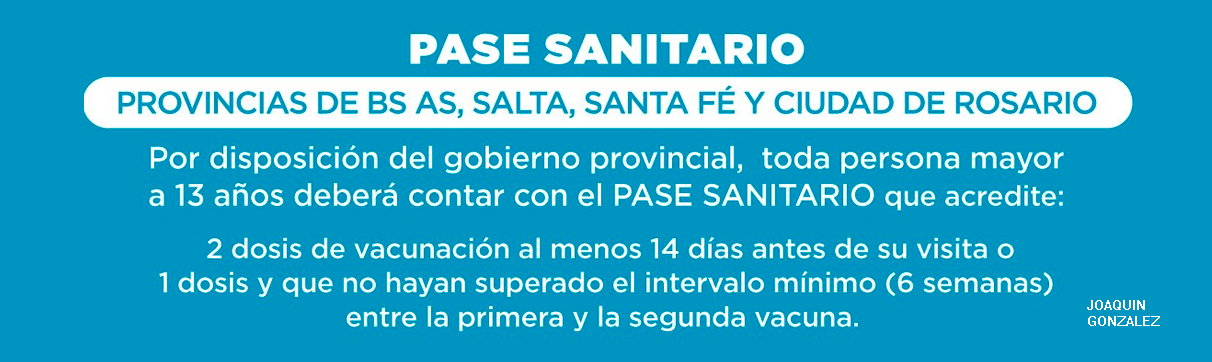 PASE SANITARIO
PROVINCIAS DE BS AS, SALTA, SANTA FÉ Y CIUDAD DE ROSARIO
Por disposición del gobierno provincial, toda persona mayor
a 13 años deberá contar con el PASE SANITARIO que acredite:
2 dosis de vacunación al menos 14 días antes de su visita o
1 dosis y que no hayan superado el intervalo mínimo (6 semanas)
entre la primera y la segunda vacuna.
JOAQUIN
GONZALEZ